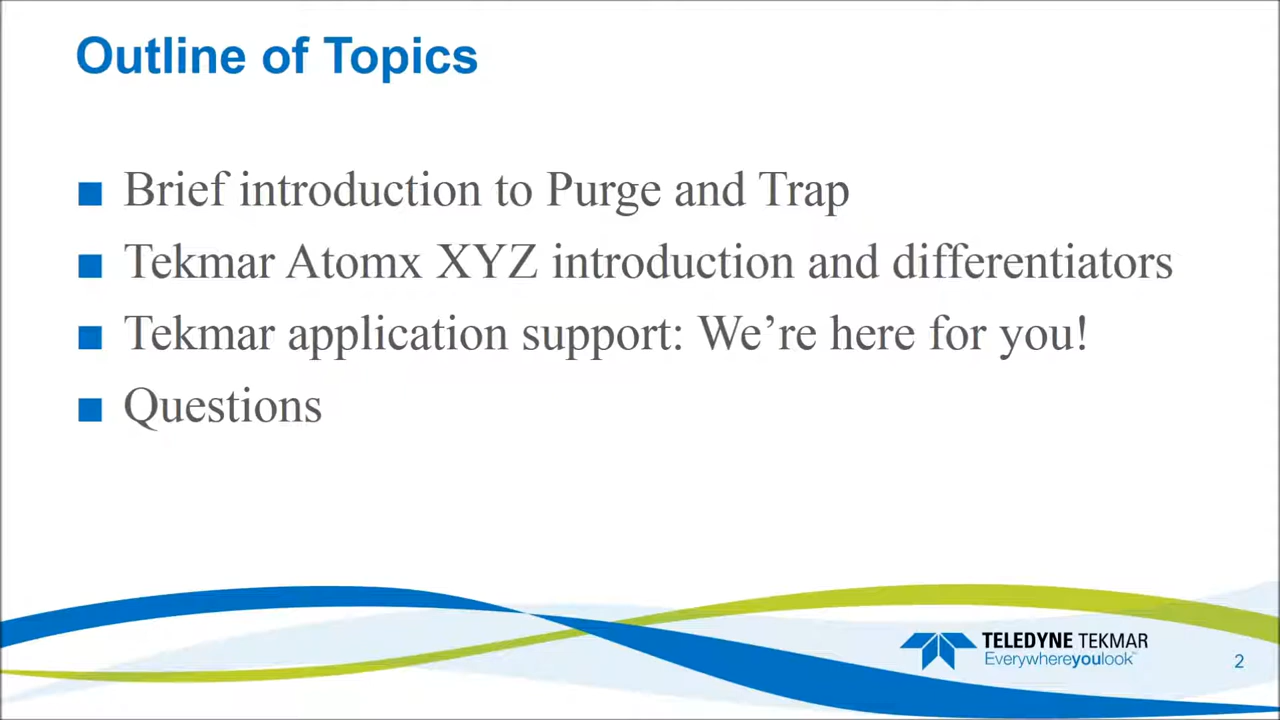 Outline of Topics
Brief introduction to Purge and Trap
Tekmar Atomx XYZ introduction and differentiators
Tekmar application support: We’re here for you!
Questions
TELEDYNE TEKMAR
Everywhereyoulook™
2